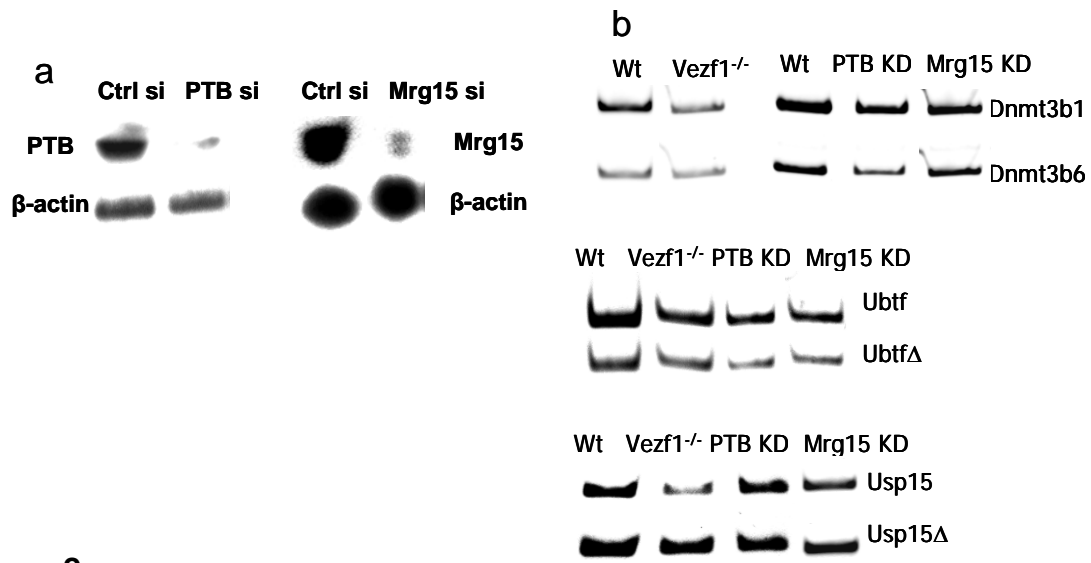 a
Ctrl si PTB si Ctrl si Mrg15 si
PTB Mrg15
β-actin β-actin
b
Wt Vezf1-/- Wt PTB KD Mrg15 KD
Dnmt3b1
Dnmt3b6
Wt Vezf1-/- PTB KD Mrg15 KD
Ubtf
UbtfΔ
Wt Vezf1-/- PTB KD Mrg15 KD
Usp15
Usp15Δ